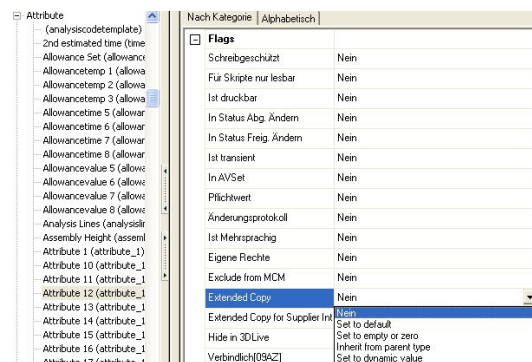 Attribute
(analysiscodetemplate)
2nd estimated time (time
Allowance Set (allowance
Allowancetemp 1 (allowa
Allowancetemp 2 (allowa
Allowancetemp 3 (allowa
Allowancetime 5 (allowar
Allowancetime 6 (allowar
Allowancetime 7 (allowar
Allowancetime 8 (allowar
Allowancevalue 5 (allowa
Allowancevalue 6 (allowa
Allowancevalue 7 (allowa
Allowancevalue 8 (allowa
Analysis Lines (analysislir
Assembly Height (assembl
Attribute 1 (attribute_1)
Attribute 10 (attribute_1
Attribute 11 (attribute_1
Attribute 12 (attribute_1
Attribute 13 (attribute_1
Attribute 14 (attribute_1
Attribute 15 (attribute_1
Attribute 16 (attribute_1
Attribute 17 (attribute_1
Nach Kategorie Alphabetisch
Flags
Schreibgeschützt Nein
Für Skripte nur lesbar Nein
Ist druckbar Nein
In Status Abg. Ändern Nein
In Status Freig. Ändern Nein
Ist transient Nein
In AVSet Nein
Pflichtwert Nein
Änderungsprotokoll Nein
Ist Mehrsprachig Nein
Eigene Rechte Nein
Exclude from MCM Nein
Extended Copy Nein
Extended Copy for Supplier Int Nein
Set to default
Hide in 3DLive Set to empty or zero
Inherit from parent type
Verbindlich[09AZ] Set to dynamic value